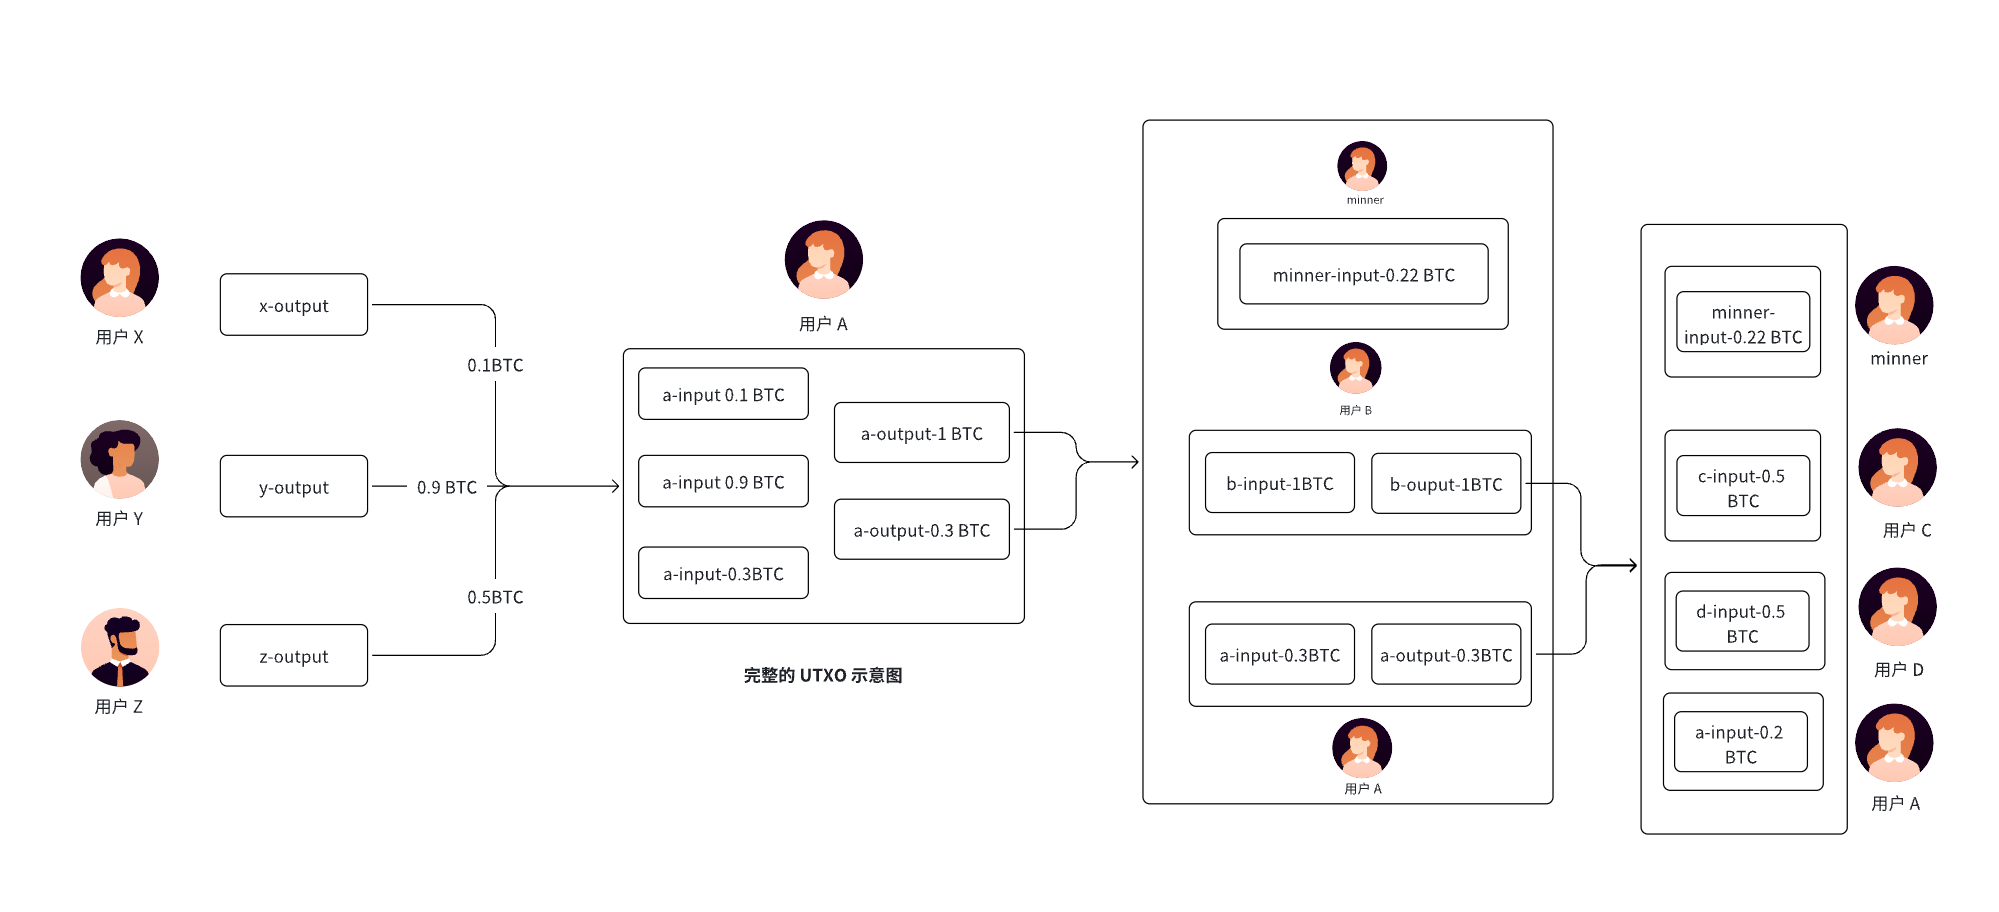 用户 X
x-output
0.1BTC
用户 Y
y-output
0.9 BTC
用户 Z
z-output
0.5BTC
用户 A
a-input 0.1 BTC
a-input 0.9 BTC
a-input-0.3BTC
a-output-1 BTC
a-output-0.3 BTC
完整的 UTXO 示意图
minner
minner-input-0.22 BTC
用户 B
b-input-1BTC
b-ouput-1BTC
a-input-0.3BTC
a-output-0.3BTC
用户 A
minner-
input-0.22 BTC
minner
c-input-0.5
BTC
用户 C
d-input-0.5
BTC
用户 D
a-input-0.2
BTC
用户 A